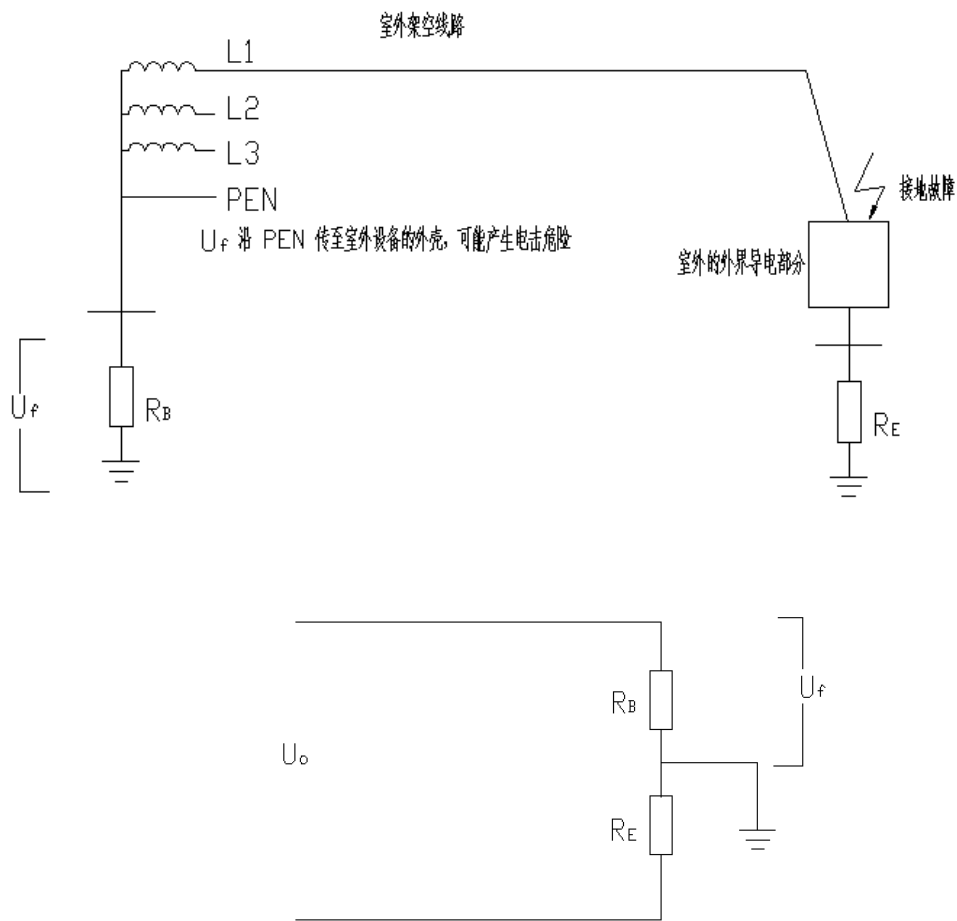 室外架空线路
L1
L2
L3
PEN
Uf 沿 PEN 传至室外设备的外壳，可能产生电击危险
接地故障
室外的外界导电部分
Uf
RB
RE
RB
Uf
Uo
RE